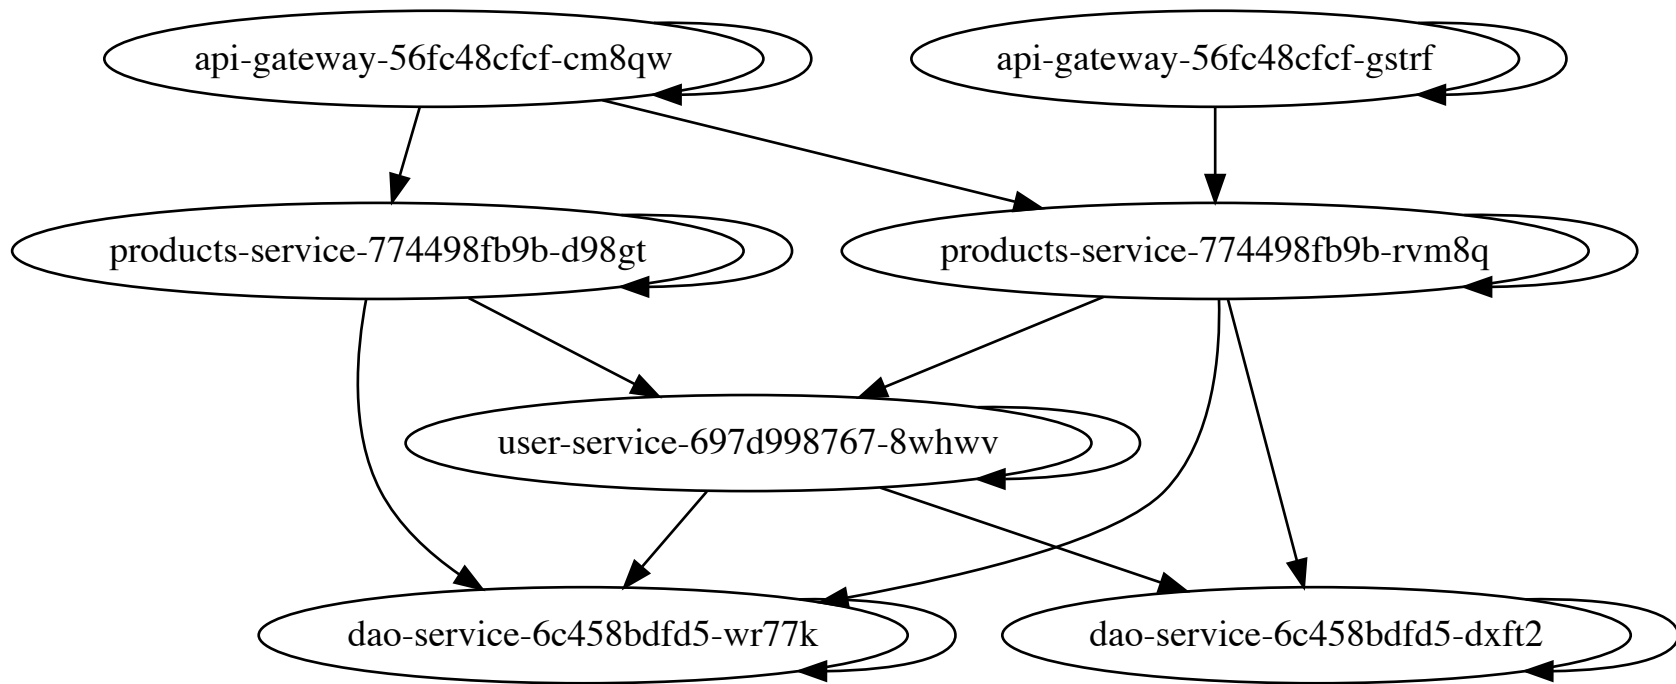 api-gateway-56fc48cfcf-cm8qw
api-gateway-56fc48cfcf-gstrf
products-service-774498fb9b-d98gt
products-service-774498fb9b-rvm8q
user-service-697d998767-8whwv
dao-service-6c458bdfd5-wr77k
dao-service-6c458bdfd5-dxft2